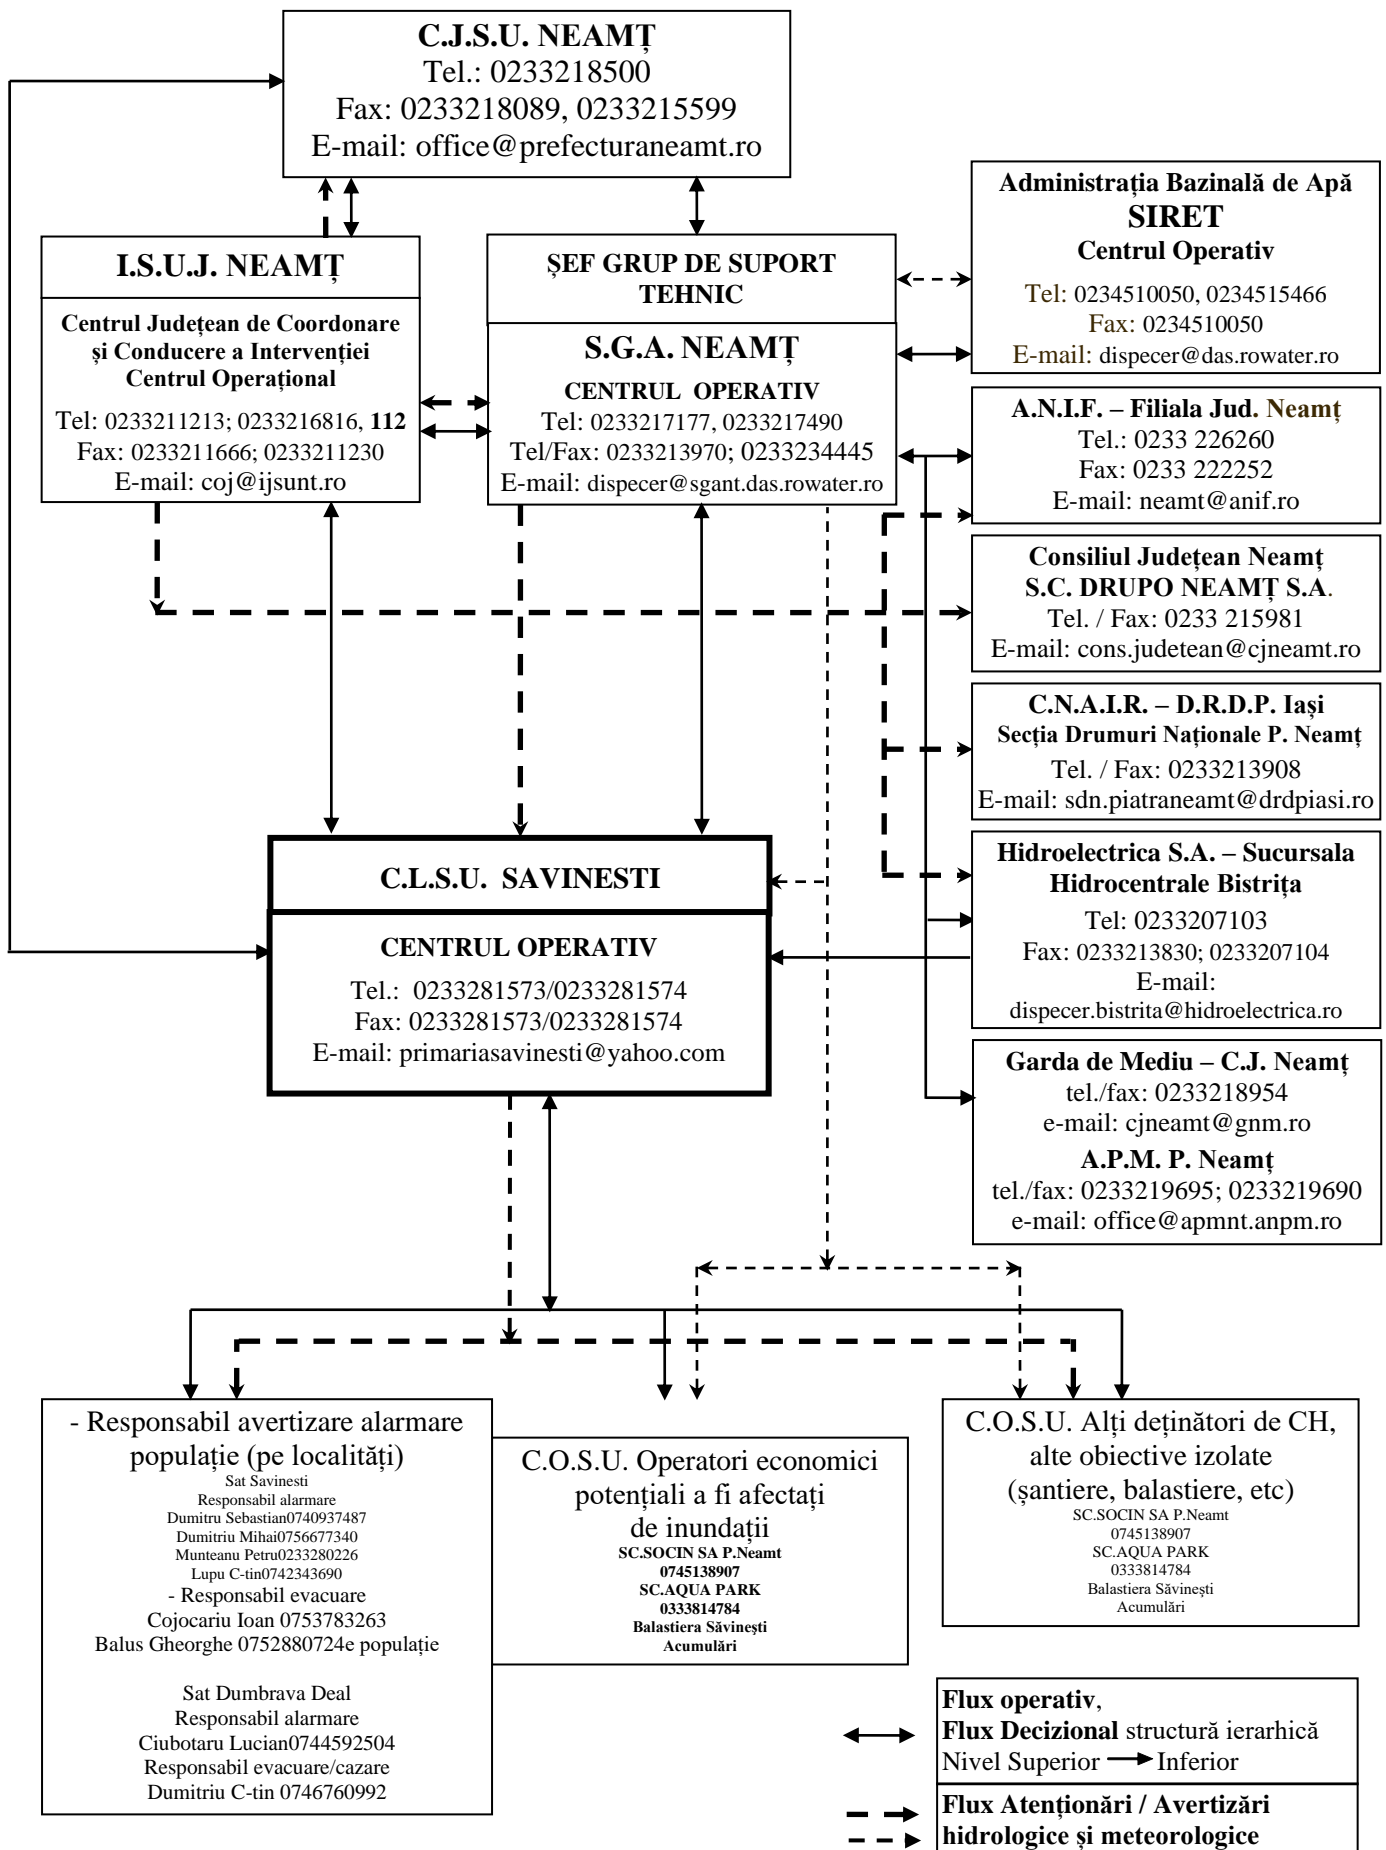 C.J.S.U. NEAMȚ
Tel.: 0233218500
Fax: 0233218089, 0233215599
E-mail: office@prefecturaneamt.ro
Administrația Bazinală de Apă
SIRET
Centrul Operativ
Tel: 0234510050, 0234515466
Fax: 0234510050
E-mail: dispecer@das.rowater.ro
I.S.U.J. NEAMȚ
Centrul Județean de Coordonare
și Conducere a Intervenției
Centrul Operațional
Tel: 0233211213; 0233216816, 112
Fax: 0233211666; 0233211230
E-mail: coj@ijsunt.ro
ȘEF GRUP DE SUPORT
TEHNIC
S.G.A. NEAMȚ
CENTRUL OPERATIV
Tel: 0233217177, 0233217490
Tel/Fax: 0233213970; 0233234445
E-mail: dispecer@sgant.das.rowater.ro
A.N.I.F. – Filiala Jud. Neamț
Tel.: 0233 226260
Fax: 0233 222252
E-mail: neamt@anif.ro
Consiliul Județean Neamț
S.C. DRUPO NEAMȚ S.A.
Tel. / Fax: 0233 215981
E-mail: cons.judetean@cjneamt.ro
C.N.A.I.R. – D.R.D.P. Iași
Secția Drumuri Naționale P. Neamț
Tel. / Fax: 0233213908
E-mail: sdn.piatraneamt@drdpiasi.ro
C.L.S.U. SAVINESTI
CENTRUL OPERATIV
Tel.: 0233281573/0233281574
Fax: 0233281573/0233281574
E-mail: primariasavinesti@yahoo.com
Hidroelectrica S.A. – Sucursala
Hidrocentrale Bistrița
Tel: 0233207103
Fax: 0233213830; 0233207104
E-mail:
dispecer.bistrita@hidroelectrica.ro
Garda de Mediu – C.J. Neamț
tel./fax: 0233218954
e-mail: cjneamt@gnm.ro
A.P.M. P. Neamț
tel./fax: 0233219695; 0233219690
e-mail: office@apmnt.anpm.ro
- Responsabil avertizare alarmare
populație (pe localități)
Sat Savinesti
Responsabil alarmare
Dumitru Sebastian0740937487
Dumitriu Mihai0756677340
Munteanu Petru0233280226
Lupu C-tin0742343690
- Responsabil evacuare
Cojocariu Ioan 0753783263
Balus Gheorghe 0752880724e populație
Sat Dumbrava Deal
Responsabil alarmare
Ciubotaru Lucian0744592504
Responsabil evacuare/cazare
Dumitriu C-tin 0746760992
C.O.S.U. Operatori economici
potențiali a fi afectați
de inundații
SC.SOCIN SA P.Neamt
0745138907
SC.AQUA PARK
0333814784
Balastiera Săvinești
Acumulări
C.O.S.U. Alți deținători de CH,
alte obiective izolate
(șantiere, balastiere, etc)
SC.SOCIN SA P.Neamt
0745138907
SC.AQUA PARK
0333814784
Balastiera Săvinești
Acumulări
Flux operativ,
Flux Decizional structură ierarhică
Nivel Superior Inferior
Flux Atenționări / Avertizări
hidrologice și meteorologice